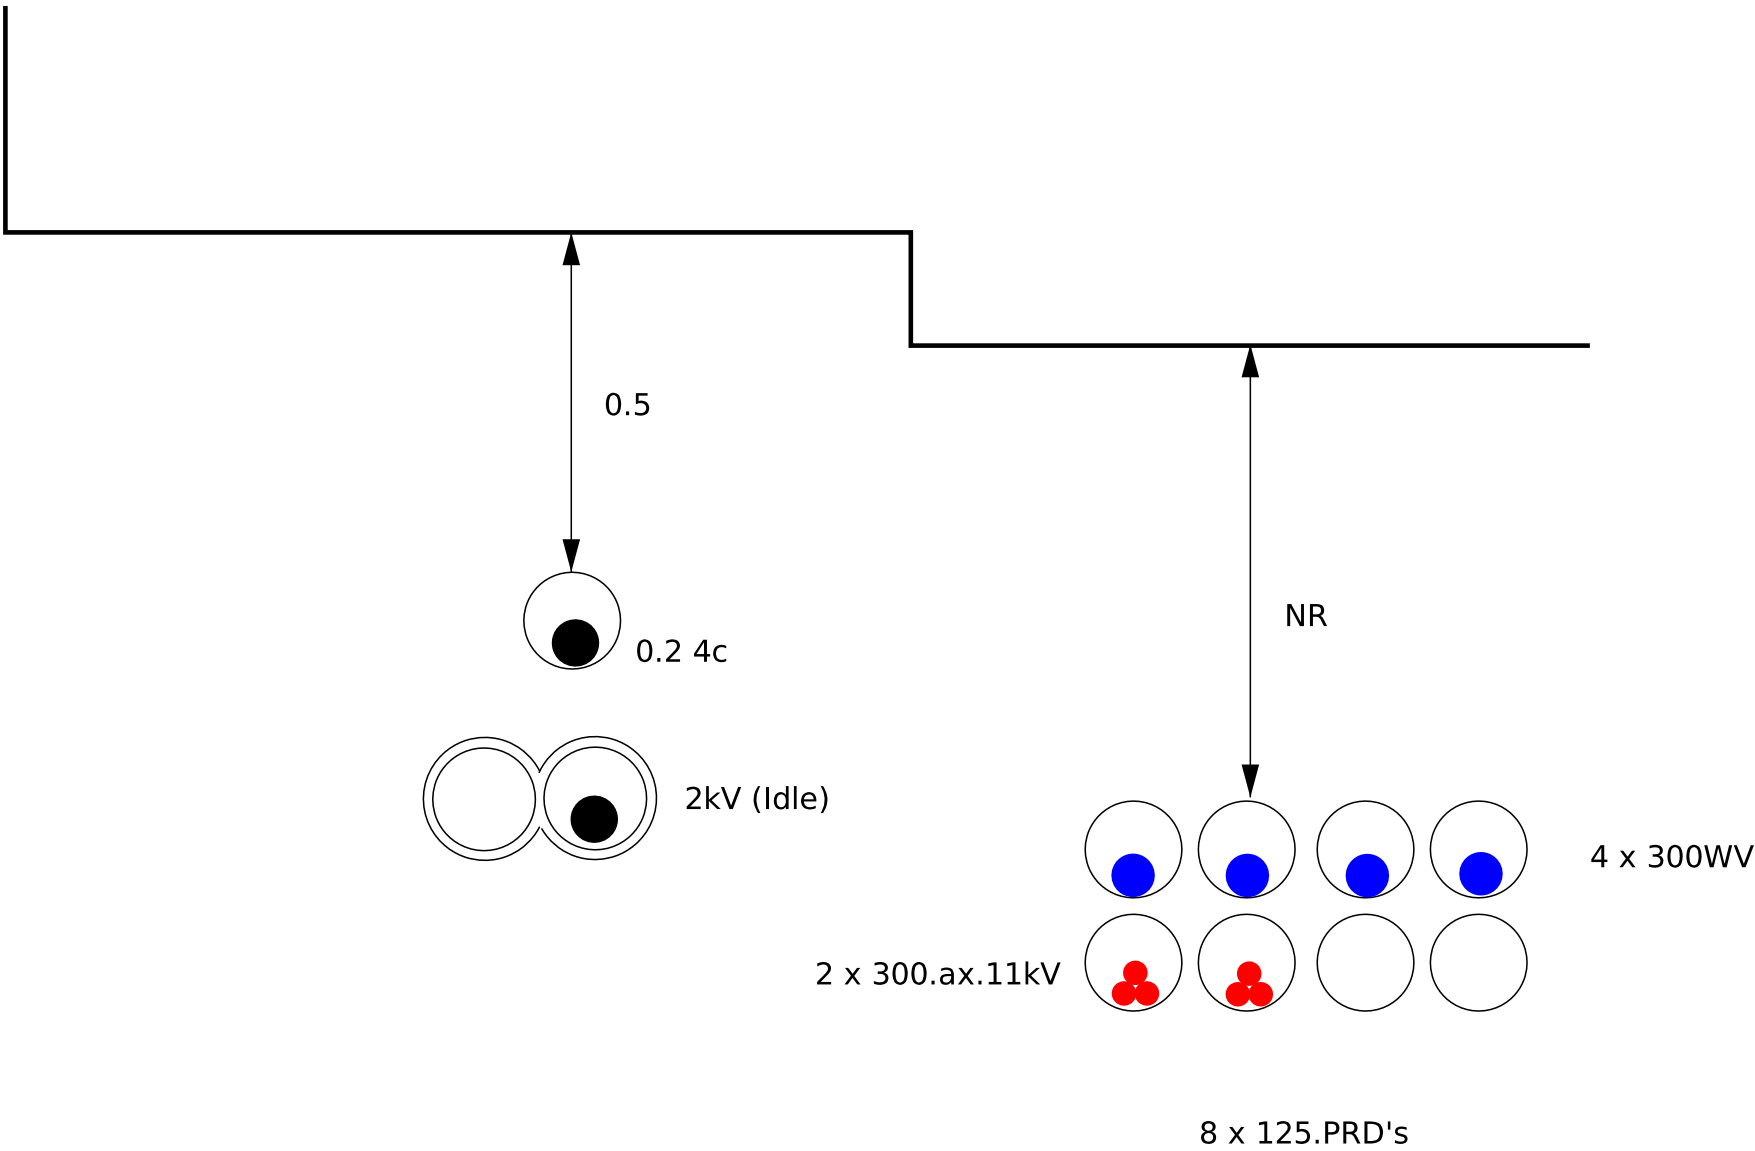 0.5
NR
0.2 4c
2kV (Idle)
4 x 300WV
2 x 300.ax.11kV
8 x 125.PRD's